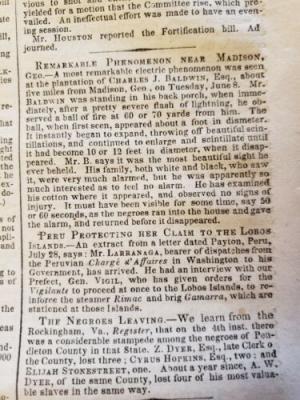 vious to shot and
yielded for a motion that the Committee rise, which pre-
vailed. An ineffectual effort was made to have an even-
ing session.
Mr. HOUSTON reported the Fortification bill. Ad
journed.
REMARKABLE PHENOMENON NEAR MADISON,
GEO.—A most remarkable electric phenomenon was seen
at the plantation of CHARLES J. BALDWIN, Esq., about
five miles from Madison, Geo., on Tuesday, June 8. Mr.
BALDWIN was standing in his back porch, when imme-
diately, after a pretty severe flash of lightning, he ob-
served a ball of fire at 60 or 70 yards from him. The
ball, when first seen, appeared about a foot in diameter.
It instantly began to expand, throwing off beautiful scin-
tillations, and continued to enlarge and scintillate until
it had become 10 or 12 feet in diameter, when it disap-
peared. Mr. B. says it was the most beautiful sight he
ever beheld. His family, both white and black, who saw
it, were very much alarmed, but he was apparently so
much interested as to feel no alarm. He has examined
his cotton where it appeared, and observed no signs of
injury. It must have been visible for some time, say 50
or 60 seconds, as the negroes ran into the house and gave
the alarm, and returned before it disappeared.
PERU PROTECTING HER CLAIM TO THE LOBOS
ISLANDS.—An extract from a letter dated Payton, Peru,
July 28, says: Mr. LARRANAGA, bearer of dispatches from
the Peruvian Chargé d'Affaires in Washington to his
Government, has arrived. He had an interview with our
Prefect, GEN. VIGIL, who has given orders for the
Vigilante to proceed at once to the Lobos Islands, to re-
inforce the steamer Rimac and brig Gamarra, which are
stationed at those Islands.
THE NEGROES LEAVING.—We learn from the
Rockingham, Va., Register, that on the 4th inst. there
was a considerable stampede among the negroes of Pen-
dleton County in that State. Z. DYER, Esq., late Clerk o
the County, lost three; CYRUS HOPKINS, Esq., two; and
ELIJAH STONESTREET, one. About a year since, A. W.
DYER, of the same County, lost four of his most valua-
ble slaves in the same way.